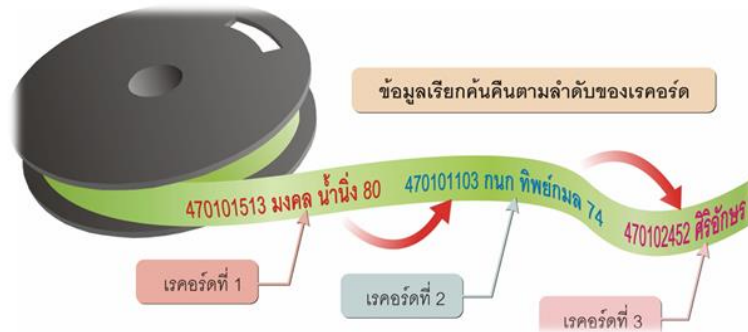 ข้อมูลเรียกค้นคืนตามลำดับของเรคอร์ด
470101513 มงคล น้ำนิ่ง 80
470101103 กนก ทิพย์กมล 74
470102452 ศิริอักษร
เรคอร์ดที่ 1
เรคอร์ดที่ 2
เรคอร์ดที่ 3